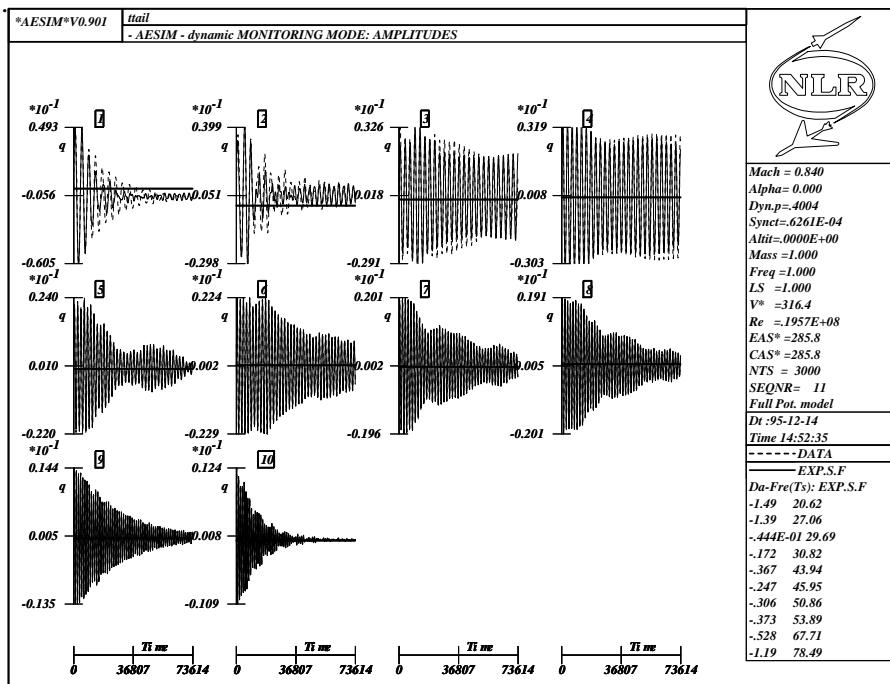 *AESIM*V0.901
ttail
- AESIM - dynamic MONITORING MODE: AMPLITUDES
NLR
*10-1 1
0.493
q
-0.056
-0.605
*10-1 2
0.399
q
0.051
-0.298
*10-1 3
0.326
q
0.018
-0.291
*10-1 4
0.319
q
0.008
-0.303
*10-1 5
0.240
q
0.010
-0.220
*10-1 6
0.224
q
0.002
-0.229
*10-1 7
0.201
q
0.002
-0.196
*10-1 8
0.191
q
0.005
-0.201
*10-1 9
0.144
q
0.005
-0.135
*10-1 10
0.124
q
0.008
-0.109
Time
0 36807 73614
Time
0 36807 73614
Time
0 36807 73614
Time
0 36807 73614
Mach = 0.840
Alpha= 0.000
Dyn.p=.4004
Synct=.6261E-04
Altit=.0000E+00
Mass =1.000
Freq =1.000
LS =1.000
V* =316.4
Re =.1957E+08
EAS* =285.8
CAS* =285.8
NTS = 3000
SEQNR= 11
Full Pot. model
Dt :95-12-14
Time 14:52:35
------ DATA
EXP.S.F
Da-Fre(Ts): EXP.S.F
-1.49 20.62
-1.39 27.06
-.444E-01 29.69
-.172 30.82
-.367 43.94
-.247 45.95
-.306 50.86
-.373 53.89
-.528 67.71
-1.19 78.49